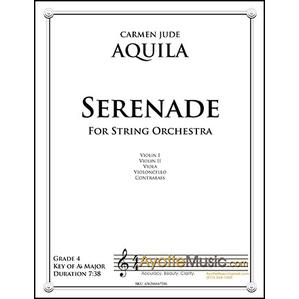 CARMEN JUDE
AQUILA
SERENADE
FOR STRING ORCHESTRA
VIOLIN I
VIOLIN II
VIOLA
VIOLONCELLO
CONTRABASS
GRADE 4
KEY OF A♭ MAJOR
DURATION 7:38
AyotteMusic.com
Accuracy. Beauty. Clarity.